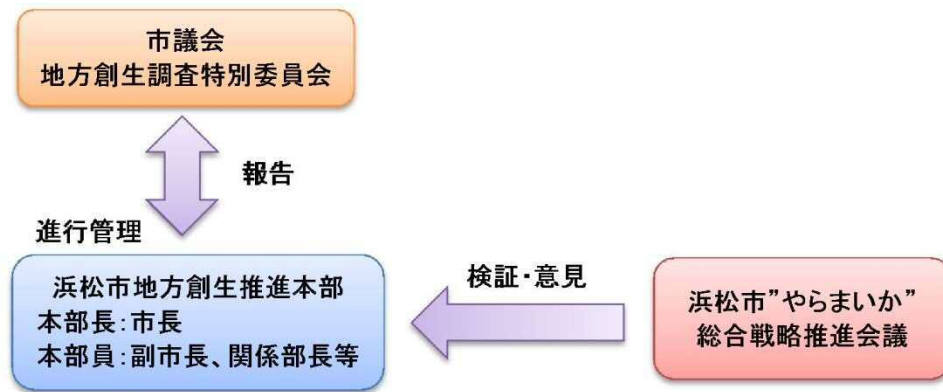 市議会
地方創生調査特別委員会
報告
進行管理
浜松市地方創生推進本部
本部長:市長
本部員:副市長、関係部長等
検証・意見
浜松市”やらまいか”
総合戦略推進会議